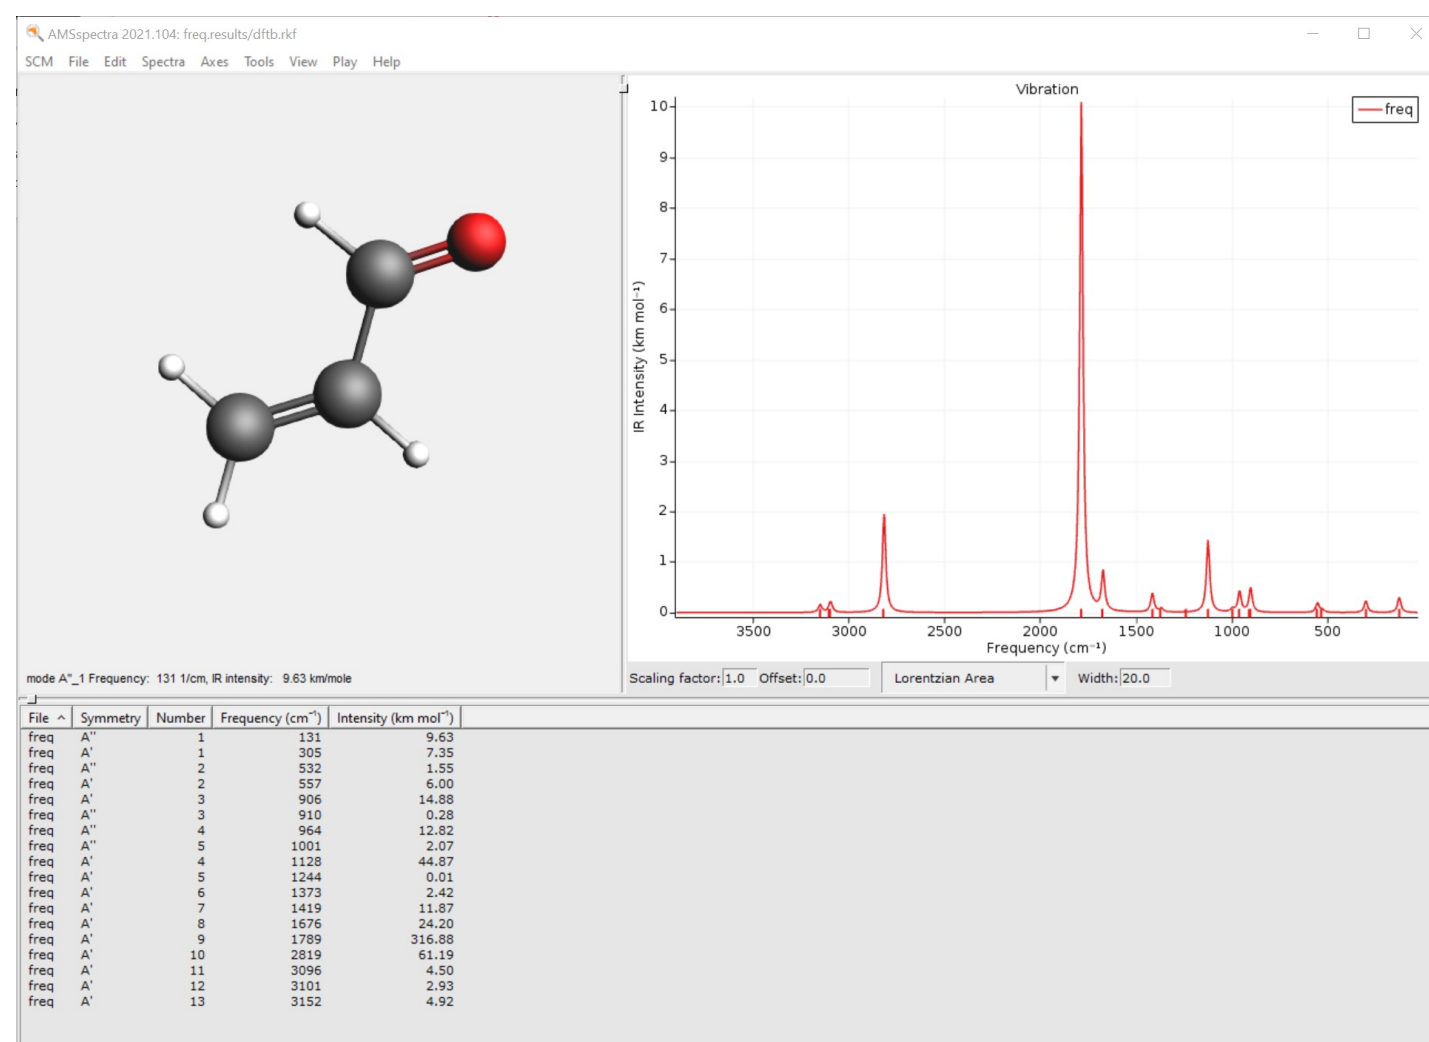 AMSspectra 2021.104: freq.results/dftb.rkf
SCM File Edit Spectra Axes Tools View Play Help
Vibration
freq
10
9
8
7
6
5
4
3
2
1
0
IR Intensity (km mol⁻¹)
3500 3000 2500 2000 1500 1000 500
Frequency (cm⁻¹)
mode A"_1 Frequency: 131 1/cm, IR intensity: 9.63 km/mole
Scaling factor: 1.0 Offset: 0.0 Lorentzian Area Width: 20.0
File Symmetry Number Frequency (cm⁻¹) Intensity (km mol⁻¹)
freq A'' 1 131 9.63
freq A' 1 305 7.35
freq A'' 2 532 1.55
freq A' 2 557 6.00
freq A' 3 906 14.88
freq A'' 3 910 0.28
freq A'' 4 964 12.82
freq A'' 5 1001 2.07
freq A' 4 1128 44.87
freq A' 5 1244 0.01
freq A' 6 1373 2.42
freq A' 7 1419 11.87
freq A' 8 1676 24.20
freq A' 9 1789 316.88
freq A' 10 2819 61.19
freq A' 11 3096 4.50
freq A' 12 3101 2.93
freq A' 13 3152 4.92